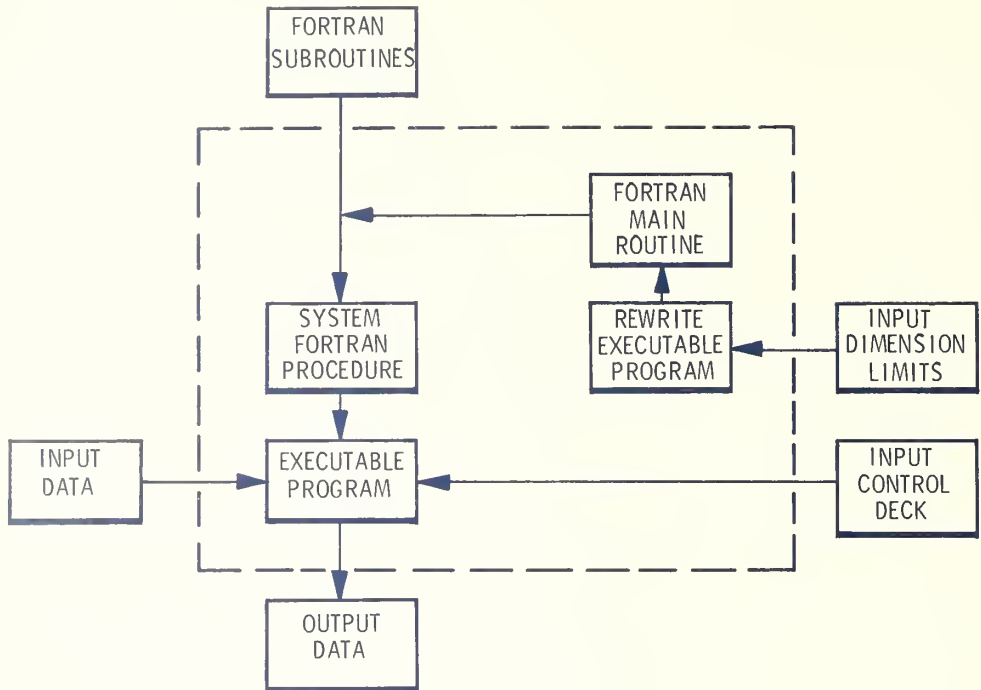 FORTRAN
SUBROUTINES
FORTRAN
MAIN
ROUTINE
SYSTEM
FORTRAN
PROCEDURE
REWRITE
EXECUTABLE
PROGRAM
INPUT
DIMENSION
LIMITS
INPUT
DATA
EXECUTABLE
PROGRAM
INPUT
CONTROL
DECK
OUTPUT
DATA